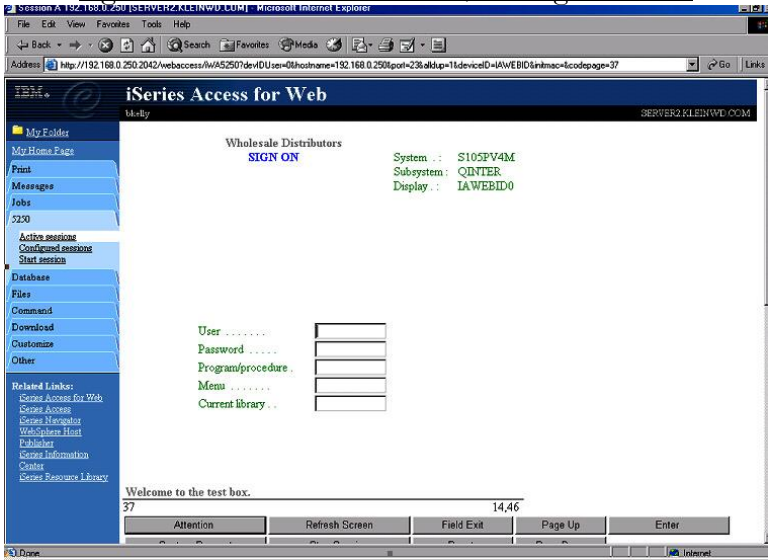 Session A 192.168.0.250 [SERVER2.KLEINWD.COM] - Microsoft Internet Explorer
File Edit View Favorites Tools Help
Back Search Favorites Media
Address http://192.168.0.250:2042/webaccess/iWA5250?devIDUser=0&hostname=192.168.0.250&port=23&alldup=1&deviceID=IAWEBID&initmac=&codepage=37 Go Links
IBM. iSeries Access for Web
bkelly SERVER2.KLEINWD.COM
My Folder
My Home Page
Print
Messages
Jobs
5250
Active sessions
Configured sessions
Start session
Database
Files
Command
Download
Customize
Other
Related Links:
iSeries Access for Web
iSeries Access
iSeries Navigator
WebSphere Host
Publisher
iSeries Information
Center
iSeries Resource Library
Wholesale Distributors
SIGN ON System . : S105PV4M
Subsystem : QINTER
Display . : IAWEBID0
User . . . . . . .
Password . . . . .
Program/procedure .
Menu . . . . . . .
Current library . .
Welcome to the test box.
37 14,46
Attention Refresh Screen Field Exit Page Up Enter
Done Internet